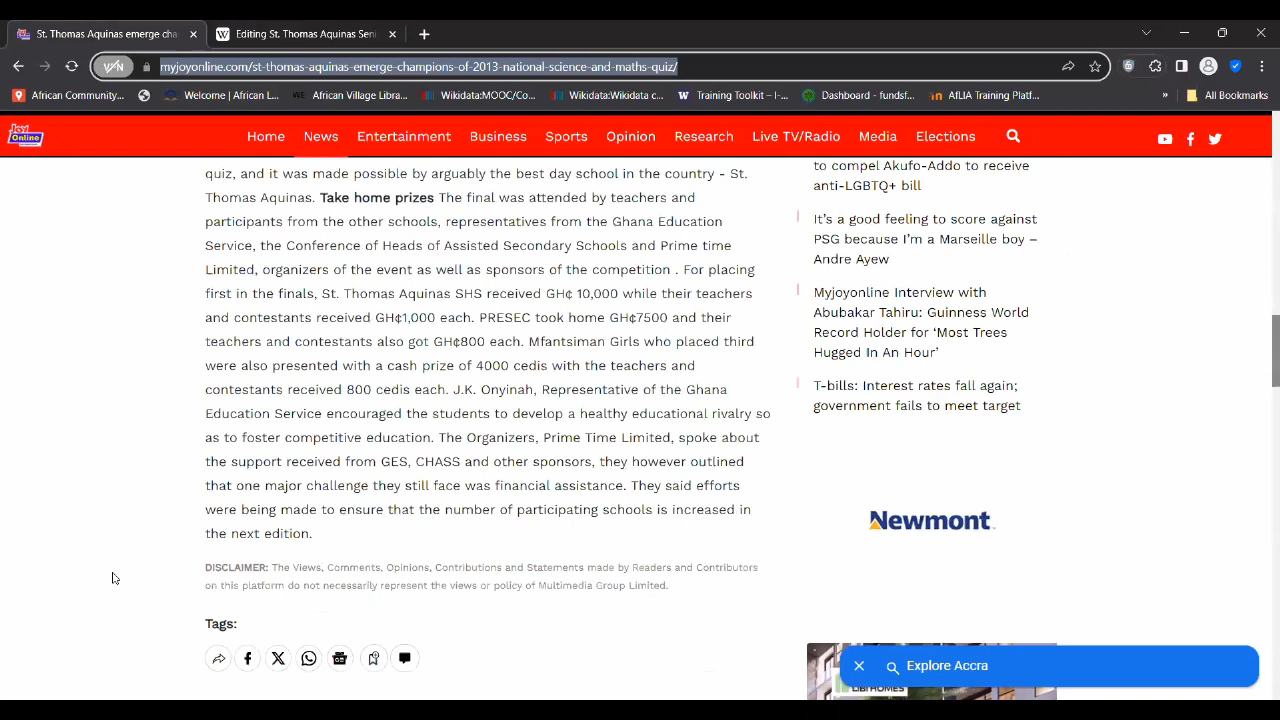 St. Thomas Aquinas emerge cha
Editing St. Thomas Aquinas Seni
VPN
myjoyonline.com/st-thomas-aquinas-emerge-champions-of-2013-national-science-and-maths-quiz/
African Community...
Welcome | African L...
African Village Libra...
Wikidata:MOOC/Co...
Wikidata:Wikidata c...
Training Toolkit – I-...
Dashboard - fundsf...
AfLIA Training Platf...
All Bookmarks
Joy
Online
Home
News
Entertainment
Business
Sports
Opinion
Research
Live TV/Radio
Media
Elections
quiz, and it was made possible by arguably the best day school in the country - St.
Thomas Aquinas. Take home prizes The final was attended by teachers and
participants from the other schools, representatives from the Ghana Education
Service, the Conference of Heads of Assisted Secondary Schools and Prime time
Limited, organizers of the event as well as sponsors of the competition . For placing
first in the finals, St. Thomas Aquinas SHS received GH¢ 10,000 while their teachers
and contestants received GH¢1,000 each. PRESEC took home GH¢7500 and their
teachers and contestants also got GH¢800 each. Mfantsiman Girls who placed third
were also presented with a cash prize of 4000 cedis with the teachers and
contestants received 800 cedis each. J.K. Onyinah, Representative of the Ghana
Education Service encouraged the students to develop a healthy educational rivalry so
as to foster competitive education. The Organizers, Prime Time Limited, spoke about
the support received from GES, CHASS and other sponsors, they however outlined
that one major challenge they still face was financial assistance. They said efforts
were being made to ensure that the number of participating schools is increased in
the next edition.
DISCLAIMER: The Views, Comments, Opinions, Contributions and Statements made by Readers and Contributors
on this platform do not necessarily represent the views or policy of Multimedia Group Limited.
Tags:
to compel Akufo-Addo to receive
anti-LGBTQ+ bill
It's a good feeling to score against
PSG because I'm a Marseille boy –
Andre Ayew
Myjoyonline Interview with
Abubakar Tahiru: Guinness World
Record Holder for 'Most Trees
Hugged In An Hour'
T-bills: Interest rates fall again;
government fails to meet target
Newmont
Explore Accra
LIBI HOMES